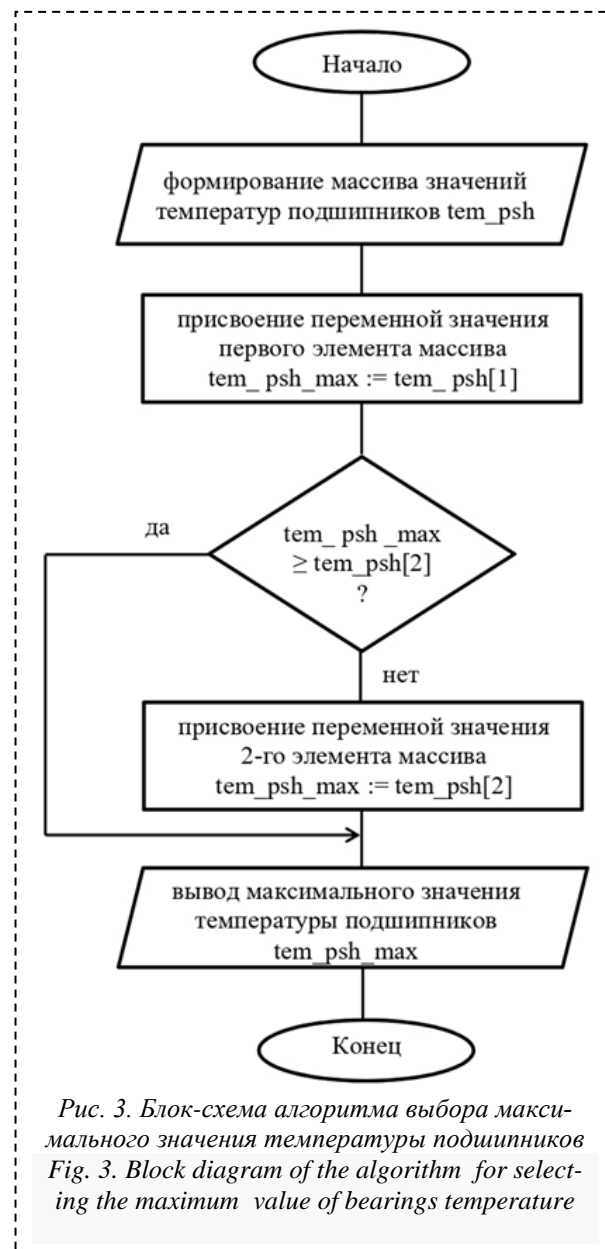 Начало
формирование массива значений
температур подшипников tem_psh
присвоение переменной значения
первого элемента массива
tem_ psh_max := tem_ psh[1]
да
tem_ psh _max
≥ tem_psh[2]
?
нет
присвоение переменной значения
2-го элемента массива
tem_psh_max := tem_psh[2]
вывод максимального значения
температуры подшипников
tem_psh_max
Конец
Рис. 3. Блок-схема алгоритма выбора макси-
мального значения температуры подшипников
Fig. 3. Block diagram of the algorithm for select-
ing the maximum value of bearings temperature